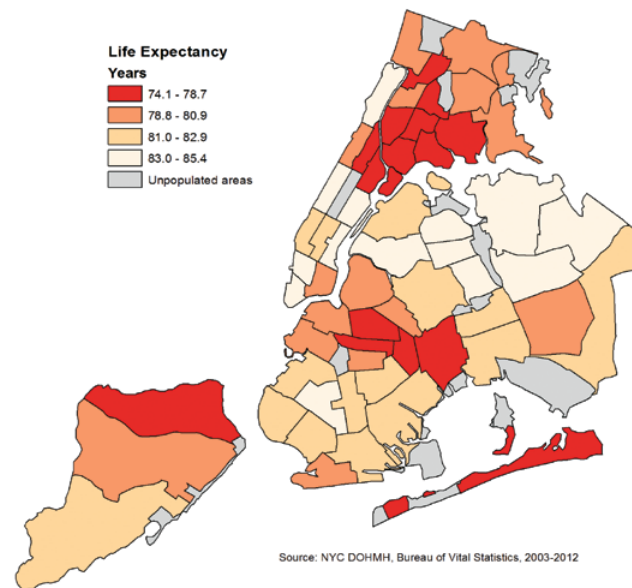 Life Expectancy
Years
74.1 - 78.7
78.8 - 80.9
81.0 - 82.9
83.0 - 85.4
Unpopulated areas
Source: NYC DOHMH, Bureau of Vital Statistics, 2003-2012